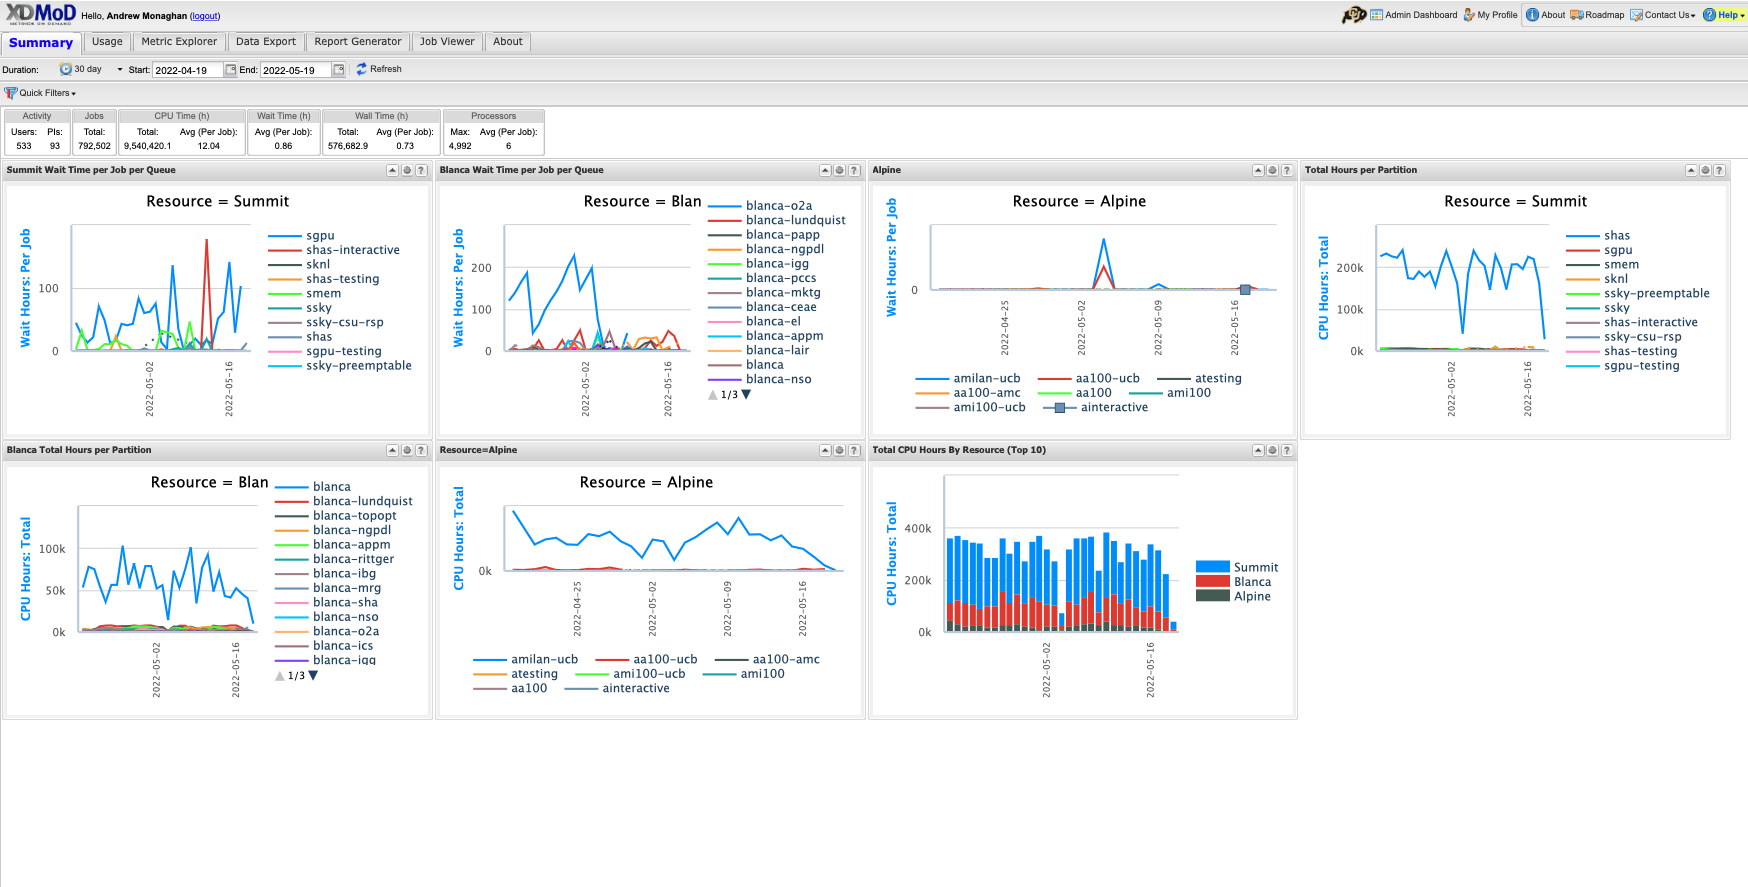 XDMoD
METRICS ON DEMAND
Hello, Andrew Monaghan (logout)
Admin Dashboard
My Profile
About
Roadmap
Contact Us
Help
Summary
Usage
Metric Explorer
Data Export
Report Generator
Job Viewer
About
Duration:
30 day
Start:
2022-04-19
End:
2022-05-19
Refresh
Quick Filters
Activity
Users: PIs:
533 93
Jobs
Total:
792,502
CPU Time (h)
Total: Avg (Per Job):
9,540,420.1 12.04
Wait Time (h)
Avg (Per Job):
0.86
Wall Time (h)
Total: Avg (Per Job):
576,682.9 0.73
Processors
Max: Avg (Per Job):
4,992 6
Summit Wait Time per Job per Queue
Resource = Summit
Wait Hours: Per Job
100
0
2022-05-02
2022-05-16
sgpu
shas-interactive
sknl
shas-testing
smem
ssky
ssky-csu-rsp
shas
sgpu-testing
ssky-preemptable
Blanca Wait Time per Job per Queue
Resource = Blan
Wait Hours: Per Job
200
100
0
2022-05-02
2022-05-16
blanca-o2a
blanca-lundquist
blanca-papp
blanca-ngpdl
blanca-igg
blanca-pccs
blanca-mktg
blanca-ceae
blanca-el
blanca-appm
blanca-lair
blanca
blanca-nso
1/3
Alpine
Resource = Alpine
Wait Hours: Per Job
0
2022-04-25
2022-05-02
2022-05-09
2022-05-16
amilan-ucb aa100-ucb atesting
aa100-amc aa100 ami100
ami100-ucb ainteractive
Total Hours per Partition
Resource = Summit
CPU Hours: Total
200k
100k
0k
2022-05-02
2022-05-16
shas
sgpu
smem
sknl
ssky-preemptable
ssky
shas-interactive
ssky-csu-rsp
shas-testing
sgpu-testing
Blanca Total Hours per Partition
Resource = Blan
CPU Hours: Total
100k
50k
0k
2022-05-02
2022-05-16
blanca
blanca-lundquist
blanca-topopt
blanca-ngpdl
blanca-appm
blanca-rittger
blanca-ibg
blanca-mrg
blanca-sha
blanca-nso
blanca-o2a
blanca-ics
blanca-igg
1/3
Resource=Alpine
Resource = Alpine
CPU Hours: Total
0k
2022-04-25
2022-05-02
2022-05-09
2022-05-16
amilan-ucb aa100-ucb aa100-amc
atesting ami100-ucb ami100
aa100 ainteractive
Total CPU Hours By Resource (Top 10)
CPU Hours: Total
400k
200k
0k
2022-05-02
2022-05-16
Summit
Blanca
Alpine